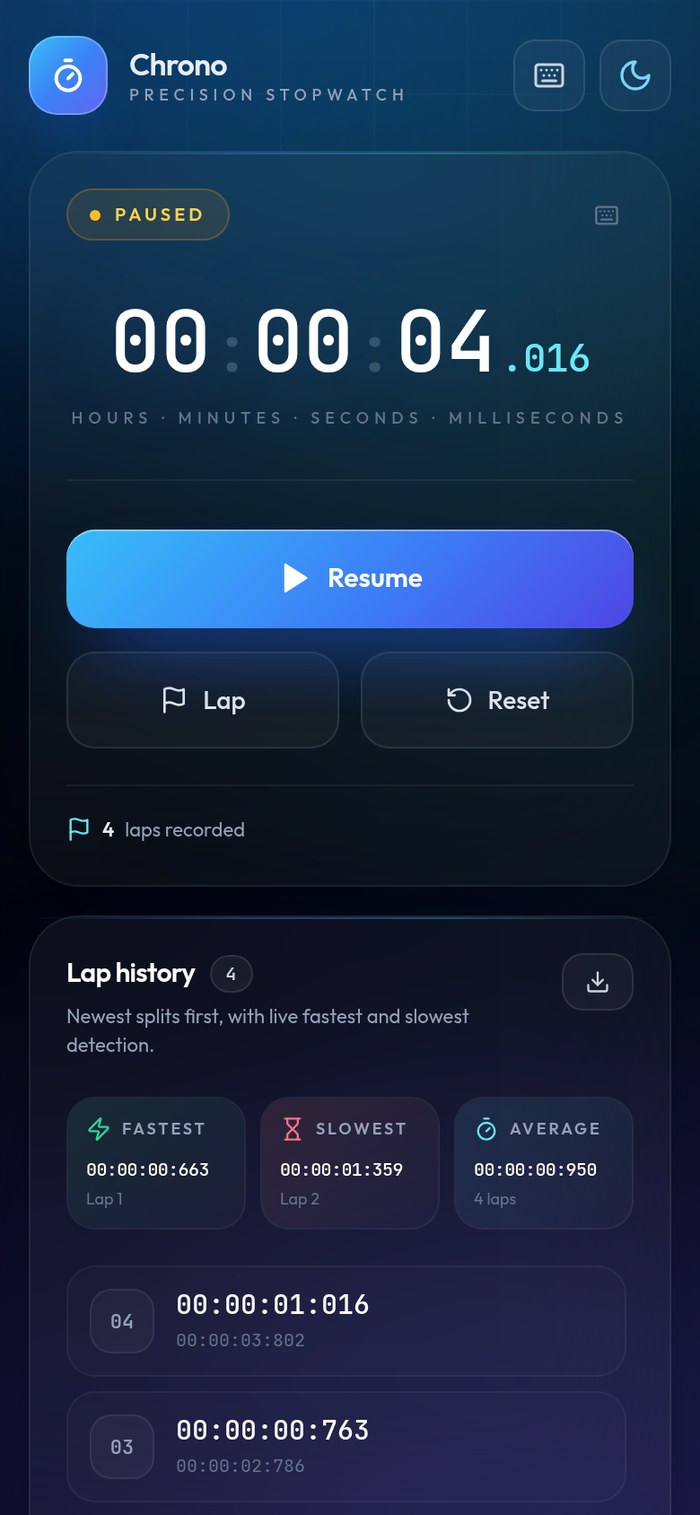 Chrono
PRECISION STOPWATCH
PAUSED
00:00:04.016
HOURS · MINUTES · SECONDS · MILLISECONDS
Resume
Lap
Reset
4 laps recorded
Lap history 4
Newest splits first, with live fastest and slowest
detection.
FASTEST
00:00:00:663
Lap 1
SLOWEST
00:00:01:359
Lap 2
AVERAGE
00:00:00:950
4 laps
04
00:00:01:016
00:00:03:802
03
00:00:00:763
00:00:02:786